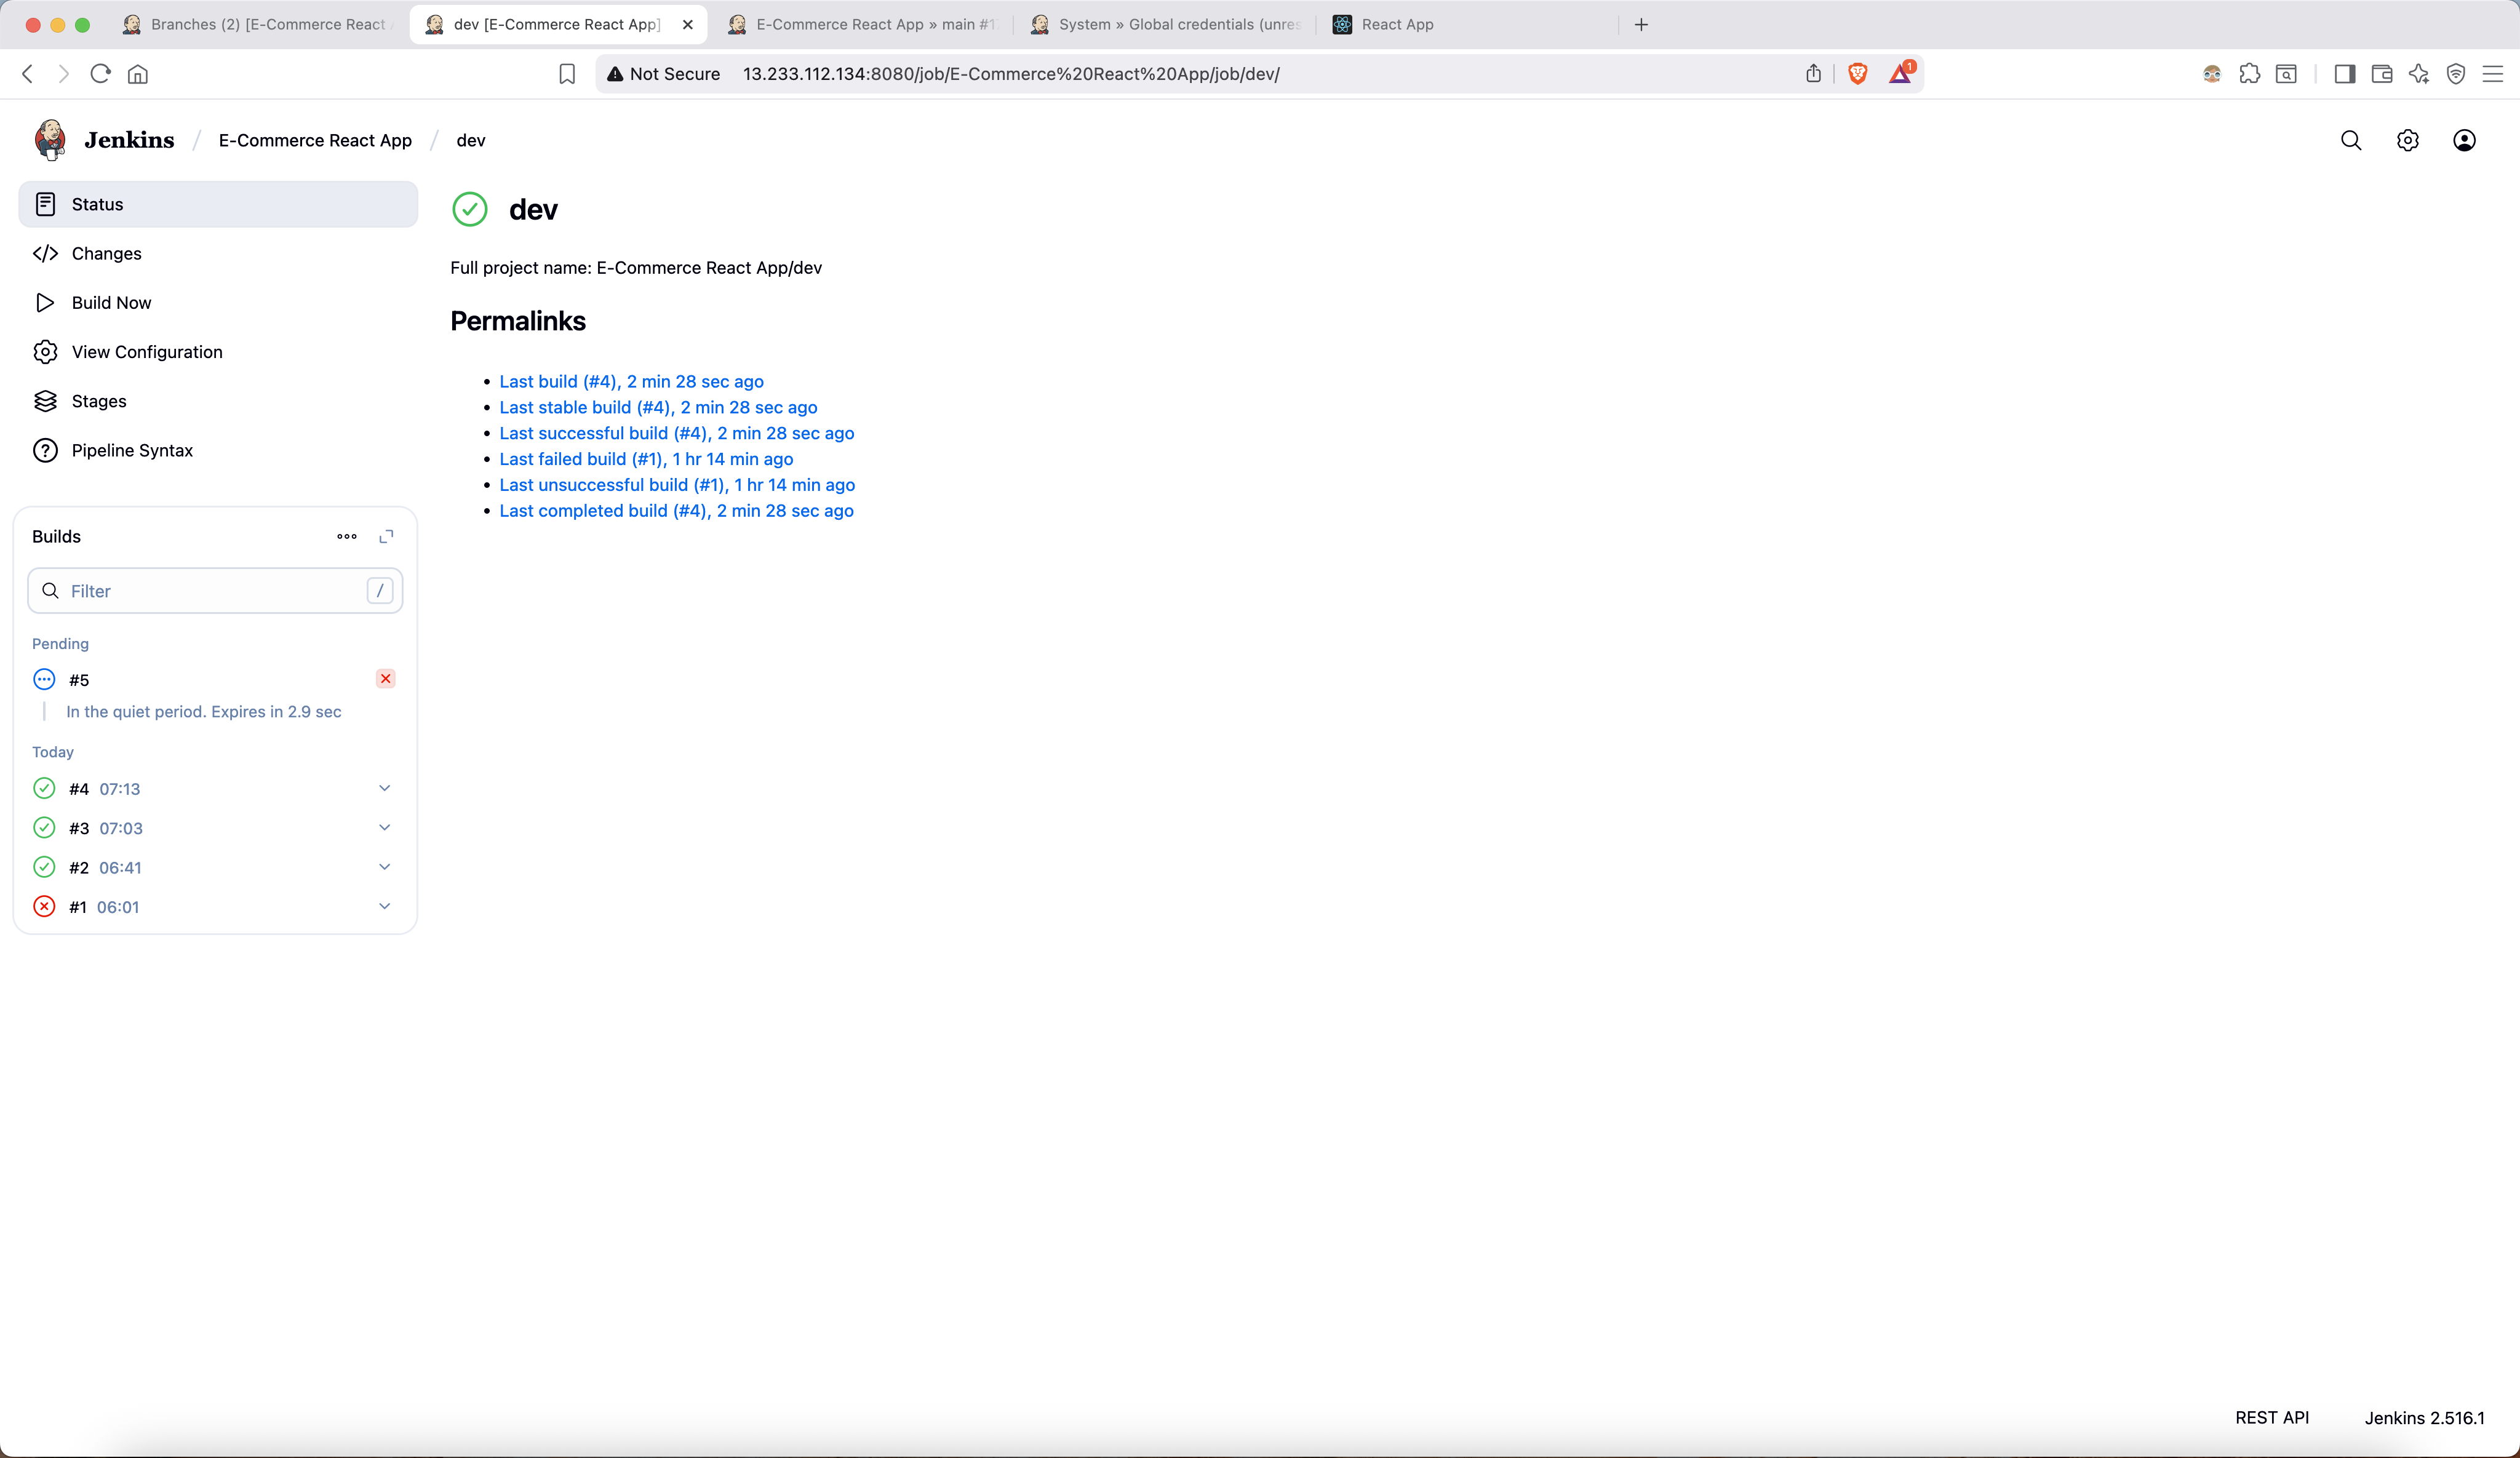 Branches (2) [E-Commerce React A
dev [E-Commerce React App]
E-Commerce React App » main #1
System » Global credentials (unres
React App
Not Secure 13.233.112.134:8080/job/E-Commerce%20React%20App/job/dev/
1
Jenkins / E-Commerce React App / dev
Status
Changes
Build Now
View Configuration
Stages
Pipeline Syntax
Builds
Filter /
Pending
#5
In the quiet period. Expires in 2.9 sec
Today
#4 07:13
#3 07:03
#2 06:41
#1 06:01
dev
Full project name: E-Commerce React App/dev
Permalinks
Last build (#4), 2 min 28 sec ago
Last stable build (#4), 2 min 28 sec ago
Last successful build (#4), 2 min 28 sec ago
Last failed build (#1), 1 hr 14 min ago
Last unsuccessful build (#1), 1 hr 14 min ago
Last completed build (#4), 2 min 28 sec ago
REST API Jenkins 2.516.1